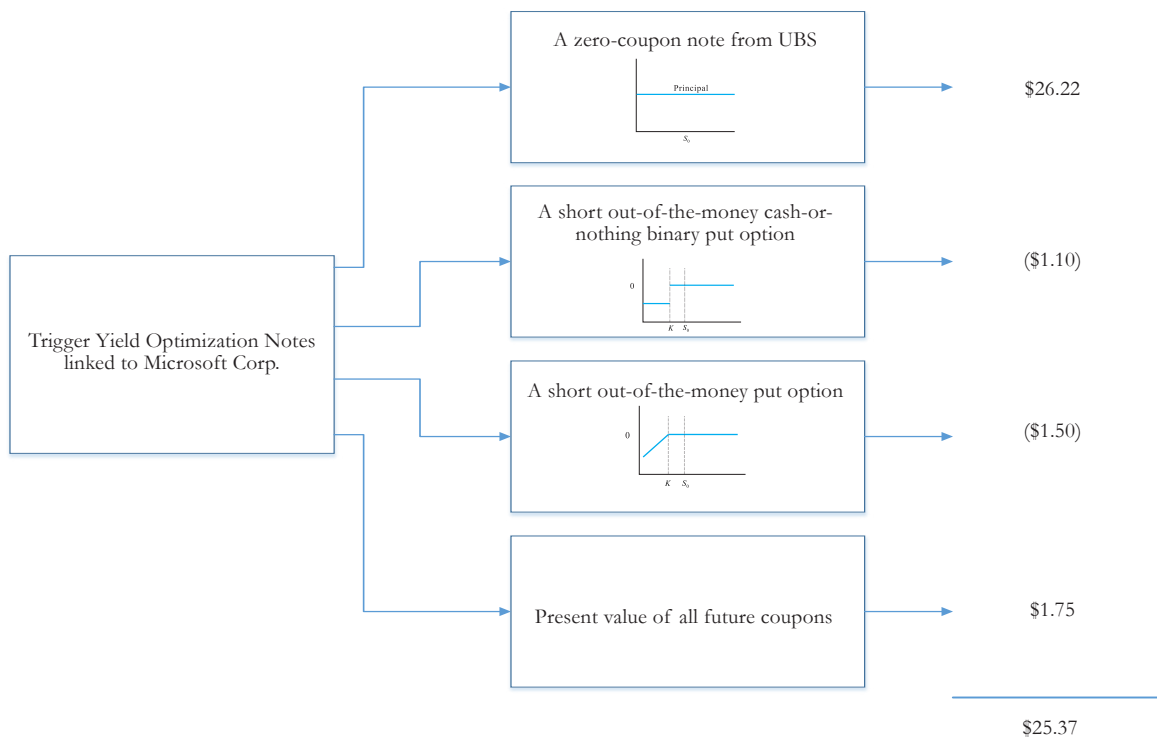 A zero-coupon note from UBS
Principal
S₀
$26.22
A short out-of-the-money cash-or-
nothing binary put option
0
K S₀
($1.10)
Trigger Yield Optimization Notes
linked to Microsoft Corp.
A short out-of-the-money put option
0
K S₀
($1.50)
Present value of all future coupons
$1.75
$25.37